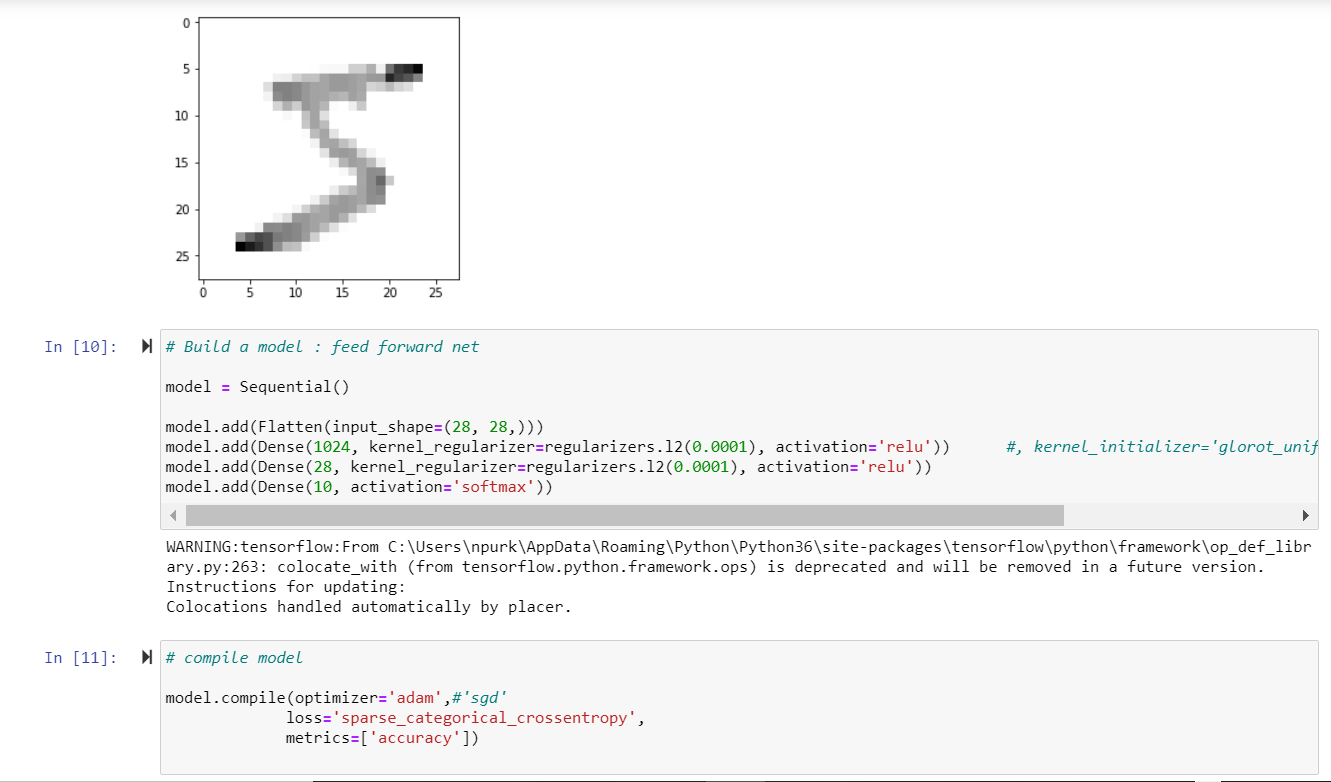 0
5
10
15
20
25
0 5 10 15 20 25
In [10]:
# Build a model : feed forward net
model = Sequential()
model.add(Flatten(input_shape=(28, 28,)))
model.add(Dense(1024, kernel_regularizer=regularizers.l2(0.0001), activation='relu')) #, kernel_initializer='glorot_unif
model.add(Dense(28, kernel_regularizer=regularizers.l2(0.0001), activation='relu'))
model.add(Dense(10, activation='softmax'))
WARNING:tensorflow:From C:\Users\npurk\AppData\Roaming\Python\Python36\site-packages\tensorflow\python\framework\op_def_libr
ary.py:263: colocate_with (from tensorflow.python.framework.ops) is deprecated and will be removed in a future version.
Instructions for updating:
Colocations handled automatically by placer.
In [11]:
# compile model
model.compile(optimizer='adam',#'sgd'
loss='sparse_categorical_crossentropy',
metrics=['accuracy'])